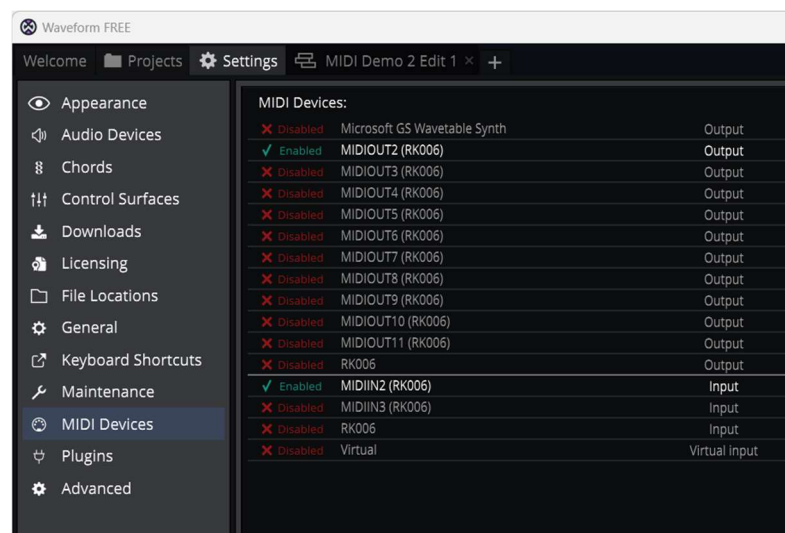 Waveform FREE
Welcome Projects Settings MIDI Demo 2 Edit 1 × +
Appearance
Audio Devices
Chords
Control Surfaces
Downloads
Licensing
File Locations
General
Keyboard Shortcuts
Maintenance
MIDI Devices
Plugins
Advanced
MIDI Devices:
Disabled Microsoft GS Wavetable Synth Output
Enabled MIDIOUT2 (RK006) Output
Disabled MIDIOUT3 (RK006) Output
Disabled MIDIOUT4 (RK006) Output
Disabled MIDIOUT5 (RK006) Output
Disabled MIDIOUT6 (RK006) Output
Disabled MIDIOUT7 (RK006) Output
Disabled MIDIOUT8 (RK006) Output
Disabled MIDIOUT9 (RK006) Output
Disabled MIDIOUT10 (RK006) Output
Disabled MIDIOUT11 (RK006) Output
Disabled RK006 Output
Enabled MIDIIN2 (RK006) Input
Disabled MIDIIN3 (RK006) Input
Disabled RK006 Input
Disabled Virtual Virtual input